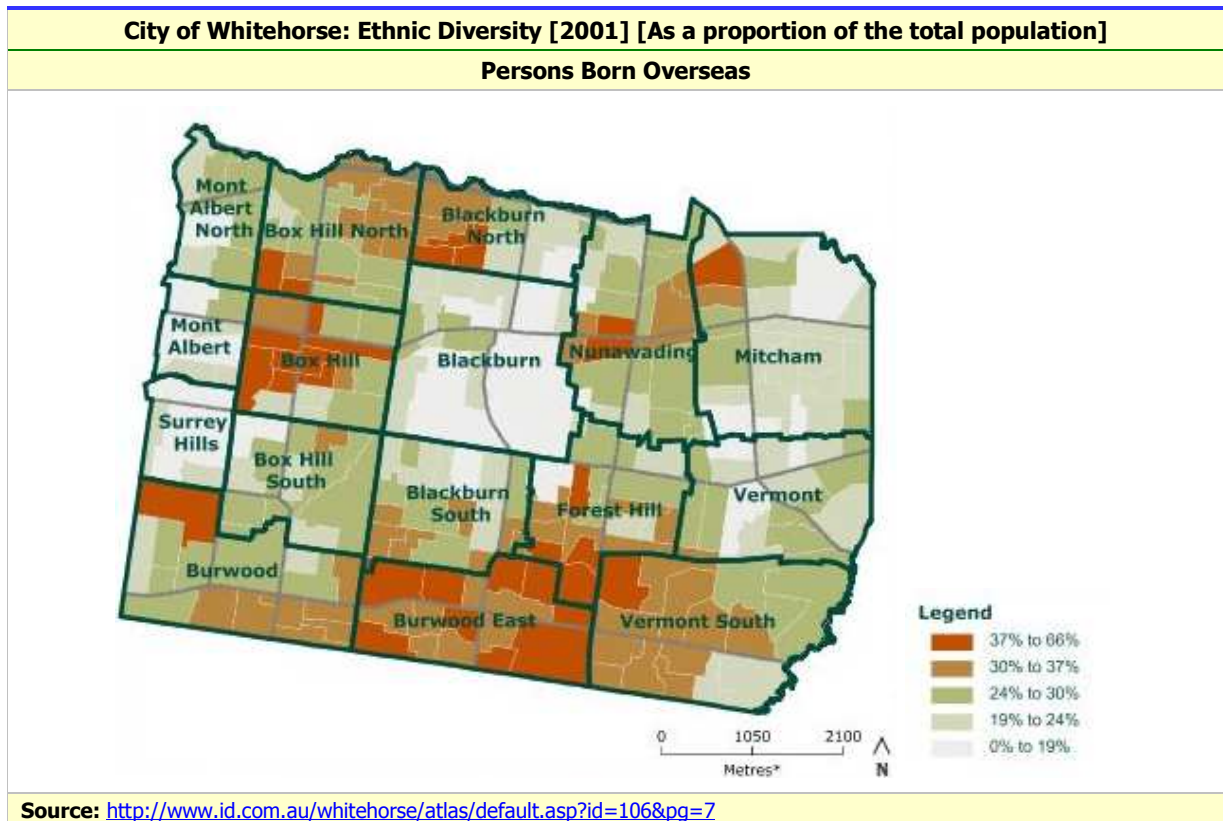 City of Whitehorse: Ethnic Diversity [2001] [As a proportion of the total population]
Persons Born Overseas
Mont
Albert
North
Box Hill North
Blackburn
North
Mont
Albert
Box Hill
Blackburn
Nunawading
Mitcham
Surrey
Hills
Box Hill
South
Blackburn
South
Forest Hill
Vermont
Burwood
Burwood East
Vermont South
Legend
37% to 66%
30% to 37%
24% to 30%
19% to 24%
0% to 19%
0 1050 2100
Metres*
N
Source: http://www.id.com.au/whitehorse/atlas/default.asp?id=106&pg=7